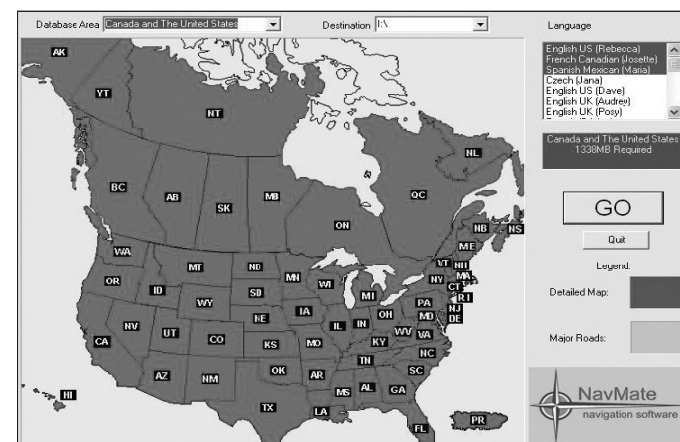 Database Area Canada and The United States Destination I:\ Language
English US (Rebecca)
French Canadian (Josette)
Spanish Mexican (Maria)
Czech (Jana)
English US (Dave)
English UK (Audrey)
English UK (Posy)
Canada and The United States
1338MB Required
GO
Quit
Legend:
Detailed Map:
Major Roads:
NavMate
navigation software
AK
YT
NT
NL
BC
AB
SK
MB
ON
QC
NB
NS
WA
MT
ND
MN
ME
VT
NH
OR
ID
WY
SD
WI
MI
NY
MA
CT
RI
NV
UT
CO
NE
IA
IL
IN
OH
PA
NJ
MD
DE
CA
KS
MO
KY
WV
VA
AZ
NM
OK
AR
TN
NC
SC
TX
LA
MS
AL
GA
FL
HI
PR